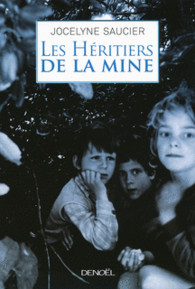 JOCELYNE SAUCIER
LES HÉRITIERS
DE LA MINE
DENOËL